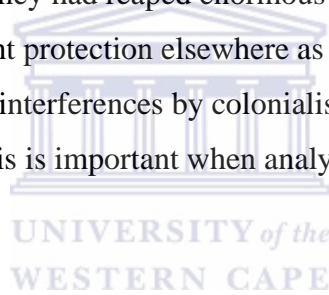 ney had reaped enormous
nt protection elsewhere as
interferences by colonialis
is is important when analy
UNIVERSITY of the
WESTERN CAPE